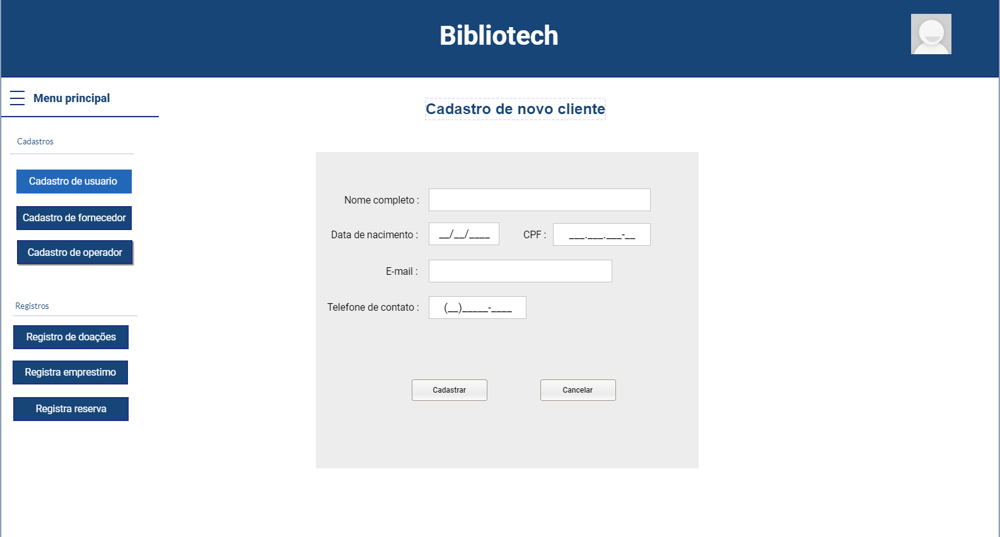 Bibliotech
Menu principal
Cadastro de novo cliente
Cadastros
Cadastro de usuario
Cadastro de fornecedor
Cadastro de operador
Registros
Registro de doações
Registra emprestimo
Registra reserva
Nome completo :
Data de nacimento : __/__/____ CPF : ___.___.___-__
E-mail :
Telefone de contato : (__)_____-____
Cadastrar Cancelar